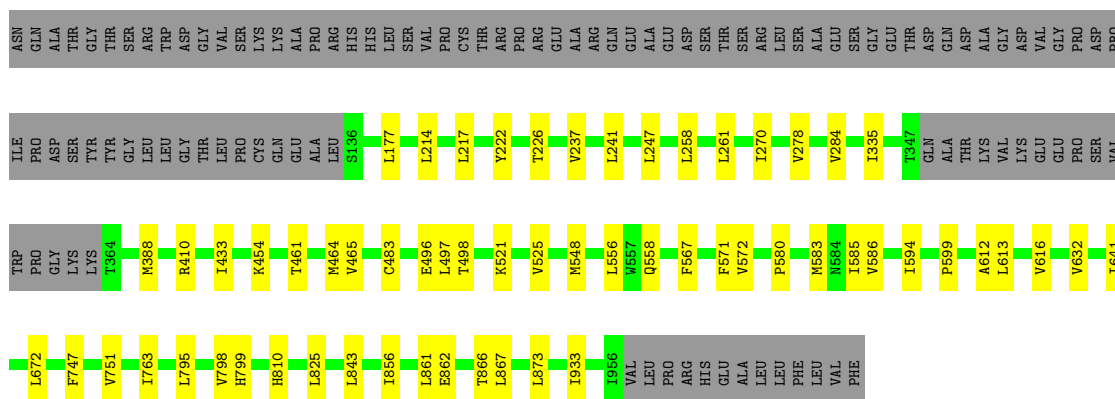 ASN GLN ALA THR GLY THR SER ARG TRP ASP GLY VAL SER LYS LYS ALA PRO ARG HIS HIS LEU SER VAL PRO CYS THR ARG PRO ARG GLU ALA ARG GLN GLU ALA GLU ASP SER THR SER ARG LEU SER ALA GLU SER GLY GLU THR ASP GLN ASP ALA GLY ASP VAL GLY PRO ASP PRO
ILE PRO ASP SER TYR TYR GLY LEU LEU GLY THR LEU PRO CYS GLN GLU ALA LEU S136 L177 L214 L217 Y222 T226 V237 L241 L247 L258 L261 I270 V278 V284 I335 T347 GLN ALA THR LYS VAL LYS GLU GLU PRO SER VAL
TRP PRO GLY LYS LYS T364 M388 R410 I433 K454 T461 M464 V465 C483 E496 L497 T498 K521 V525 M548 L556 W557 Q558 F567 F571 V572 P580 M583 N584 I585 V586 I594 P599 A612 L613 V616 V632
L672 F747 V751 I763 L795 V798 H799 H810 L825 L843 I856 L861 E862 T866 L867 L873 I933 I956 VAL LEU PRO ARG HIS GLU ALA LEU LEU PHE LEU VAL PHE